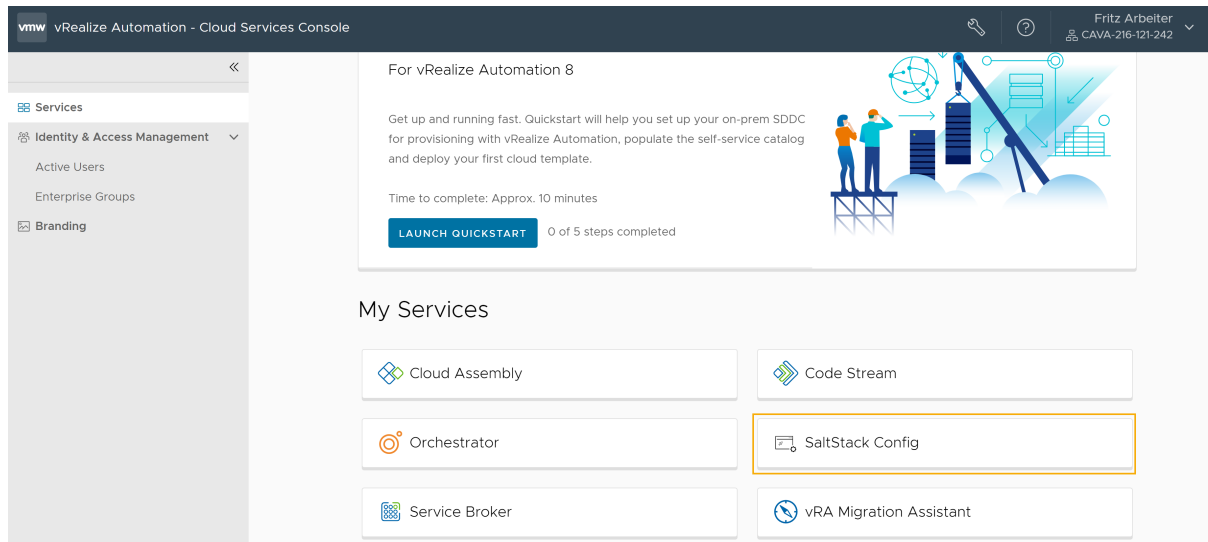 vmw vRealize Automation - Cloud Services Console
Fritz Arbeiter
CAVA-216-121-242
Services
Identity & Access Management
Active Users
Enterprise Groups
Branding
For vRealize Automation 8
Get up and running fast. Quickstart will help you set up your on-prem SDDC
for provisioning with vRealize Automation, populate the self-service catalog
and deploy your first cloud template.
Time to complete: Approx. 10 minutes
LAUNCH QUICKSTART 0 of 5 steps completed
My Services
Cloud Assembly
Code Stream
Orchestrator
SaltStack Config
Service Broker
vRA Migration Assistant